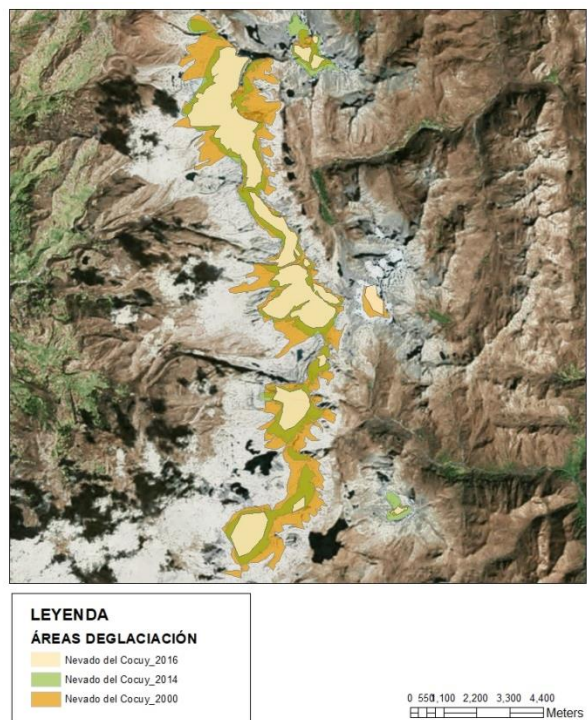 LEYENDA
ÁREAS DEGLACIACIÓN
Nevado del Cocuy_2016
Nevado del Cocuy_2014
Nevado del Cocuy_2000
0 550 1,100 2,200 3,300 4,400
Meters